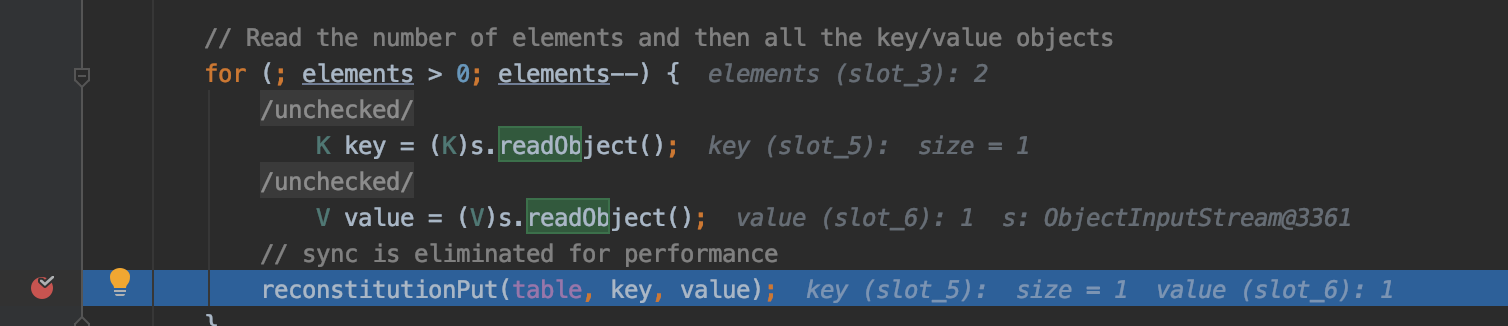 // Read the number of elements and then all the key/value objects
for (; elements > 0; elements--) {  elements (slot_3): 2
/unchecked/
K key = (K)s.readObject();  key (slot_5):  size = 1
/unchecked/
V value = (V)s.readObject();  value (slot_6): 1  s: ObjectInputStream@3361
// sync is eliminated for performance
reconstitutionPut(table, key, value);  key (slot_5):  size = 1  value (slot_6): 1
}